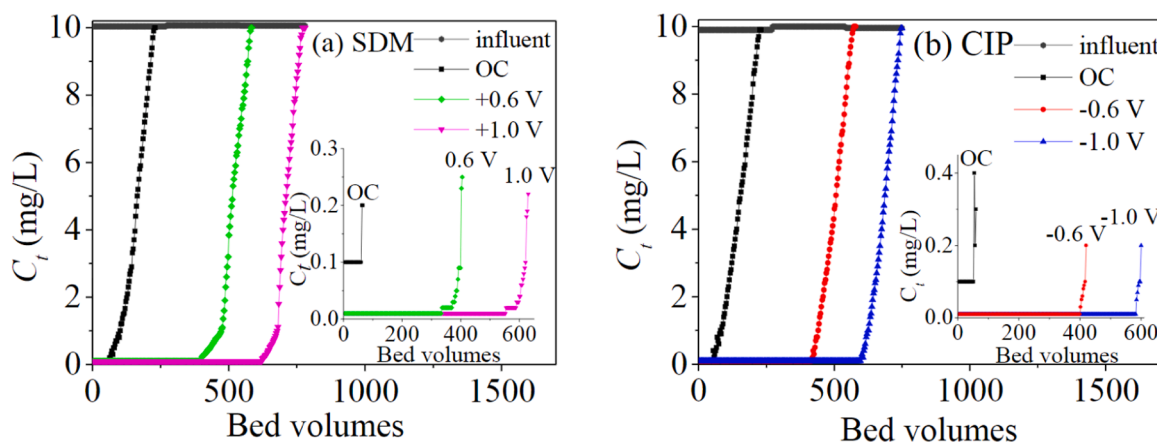 (a) SDM
influent
OC
+0.6 V
+1.0 V
10
8
6
4
2
0
C_t (mg/L)
0
500
1000
1500
Bed volumes
0.3
0.2
0.1
0.0
C_t (mg/L)
OC
0.6 V
1.0 V
0
200
400
600
Bed volumes
(b) CIP
influent
OC
-0.6 V
-1.0 V
10
8
6
4
2
0
C_t (mg/L)
0
500
1000
1500
Bed volumes
0.4
0.2
0.0
C_t (mg/L)
OC
-0.6 V
-1.0 V
0
200
400
600
Bed volumes